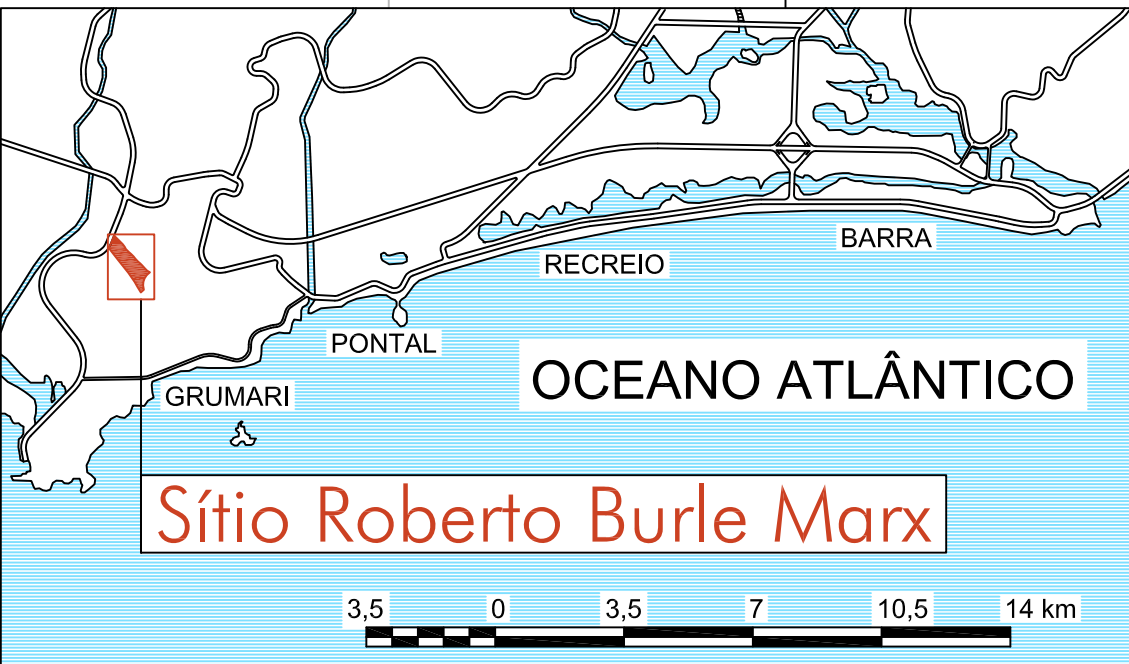 BARRA
RECREIO
PONTAL
OCEANO ATLÂNTICO
GRUMARI
Sítio Roberto Burle Marx
3,5 0 3,5 7 10,5 14 km